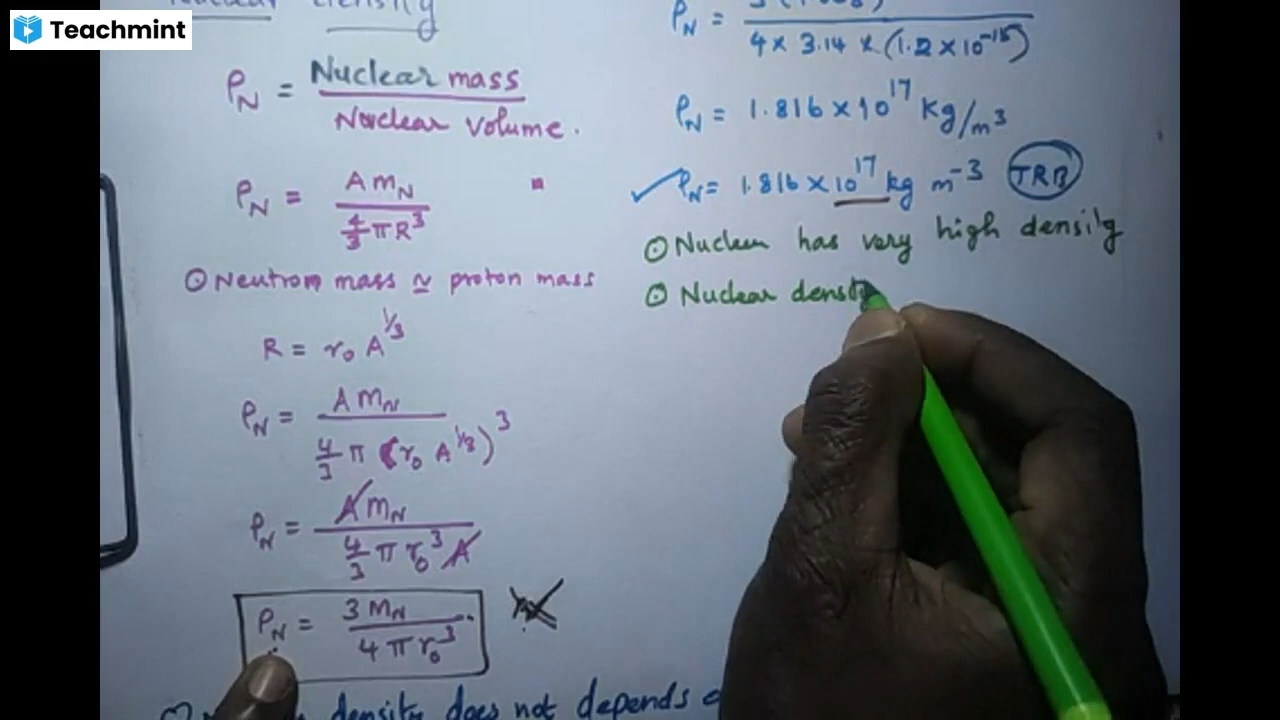 Teachmint
density
ρN = Nuclear mass / Nuclear volume.
ρN = A mN / 4/3 π R³
⊙ Neutron mass ≃ proton mass
R = r₀ A^1/3
ρN = A mN / 4/3 π (r₀ A^1/3)³
ρN = A mN / 4/3 π r₀³ A
ρN = 3 mN / 4 π r₀³
density does not depends
ρN = / 4 × 3.14 × (1.2 × 10⁻¹⁵)
ρN = 1.816 × 10¹⁷ kg/m³
ρN = 1.816 × 10¹⁷ kg m⁻³ TRB
⊙ has very high density
⊙ Nuclear density